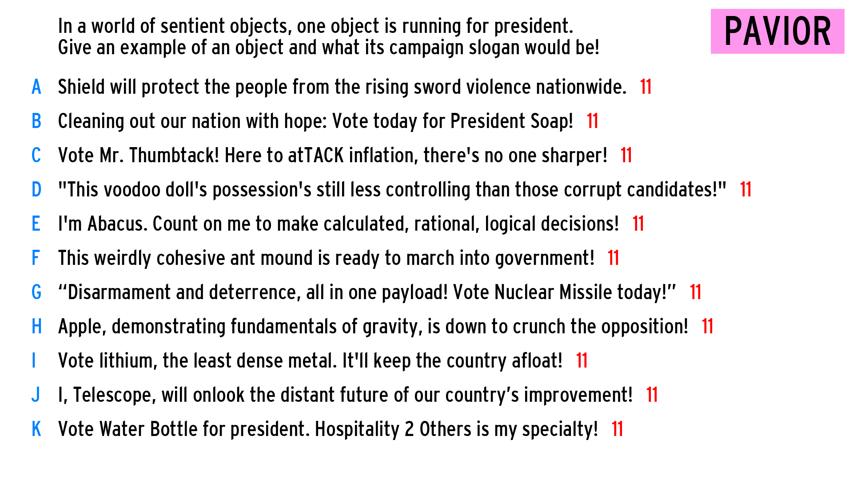 In a world of sentient objects, one object is running for president.
Give an example of an object and what its campaign slogan would be!
PAVIOR
A Shield will protect the people from the rising sword violence nationwide. 11
B Cleaning out our nation with hope: Vote today for President Soap! 11
C Vote Mr. Thumbtack! Here to atTACK inflation, there's no one sharper! 11
D "This voodoo doll's possession's still less controlling than those corrupt candidates!" 11
E I'm Abacus. Count on me to make calculated, rational, logical decisions! 11
F This weirdly cohesive ant mound is ready to march into government! 11
G “Disarmament and deterrence, all in one payload! Vote Nuclear Missile today!” 11
H Apple, demonstrating fundamentals of gravity, is down to crunch the opposition! 11
I Vote lithium, the least dense metal. It'll keep the country afloat! 11
J I, Telescope, will onlook the distant future of our country’s improvement! 11
K Vote Water Bottle for president. Hospitality 2 Others is my specialty! 11